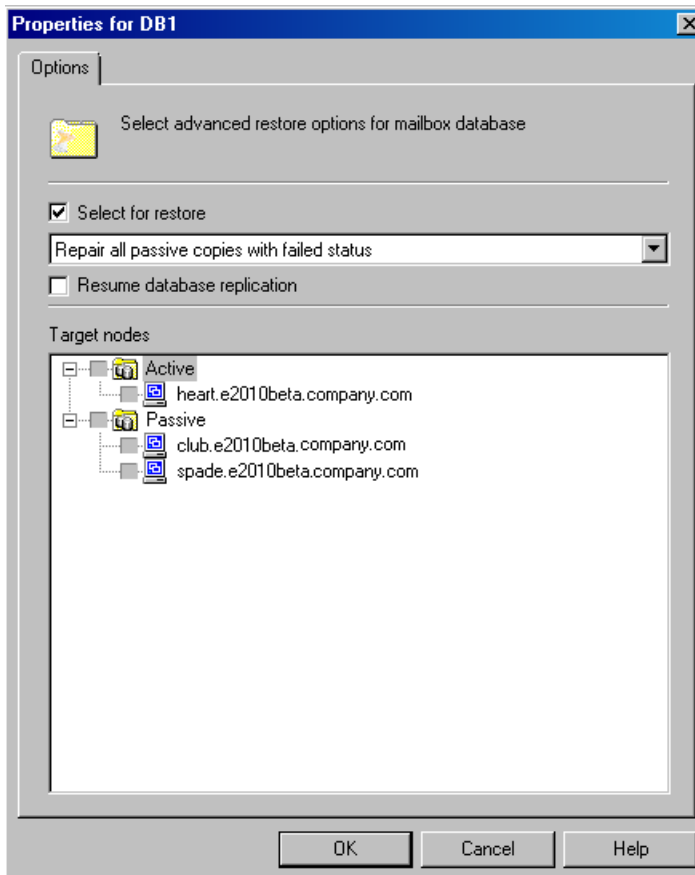 Properties for DB1
Options
Select advanced restore options for mailbox database
Select for restore
Repair all passive copies with failed status
Resume database replication
Target nodes
Active
heart.e2010beta.company.com
Passive
club.e2010beta.company.com
spade.e2010beta.company.com
OK Cancel Help